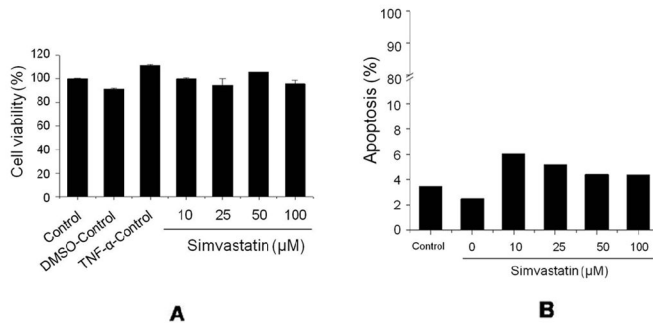 Cell viability (%)
120
100
80
60
40
20
0
Control
DMSO-Control
TNF-α-Control
10 25 50 100
Simvastatin (µM)
A
Apoptosis (%)
100
90
80
10
8
6
4
2
0
Control 0 10 25 50 100
Simvastatin (µM)
B